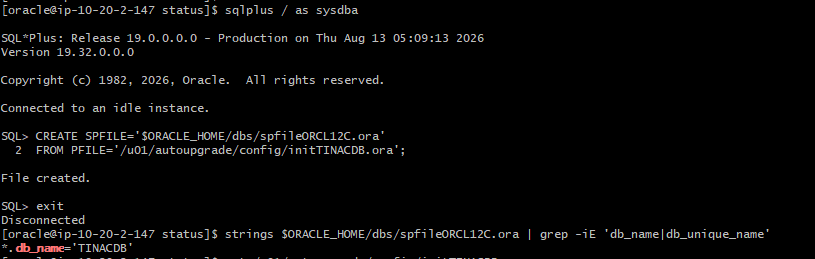 [oracle@ip-10-20-2-147 status]$ sqlplus / as sysdba
SQL*Plus: Release 19.0.0.0.0 - Production on Thu Aug 13 05:09:13 2026
Version 19.32.0.0.0
Copyright (c) 1982, 2026, Oracle.  All rights reserved.
Connected to an idle instance.
SQL> CREATE SPFILE='$ORACLE_HOME/dbs/spfileORCL12C.ora'
  2  FROM PFILE='/u01/autoupgrade/config/initTINACDB.ora';
File created.
SQL> exit
Disconnected
[oracle@ip-10-20-2-147 status]$ strings $ORACLE_HOME/dbs/spfileORCL12C.ora | grep -iE 'db_name|db_unique_name'
*.db_name='TINACDB'